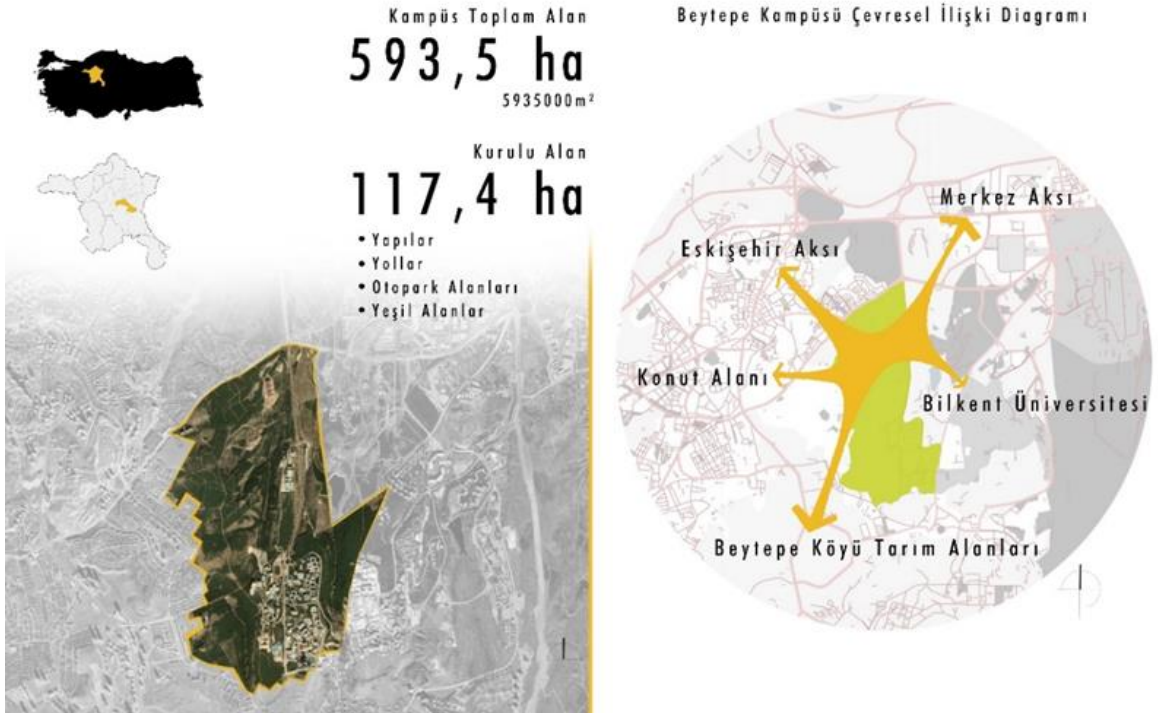 Kampüs Toplam Alan
593,5 ha
5935000m²
Kurulu Alan
117,4 ha
• Yapılar
• Yollar
• Otopark Alanları
• Yeşil Alanlar
Beytepe Kampüsü Çevresel İlişki Diagramı
Merkez Aksı
Eskişehir Aksı
Konut Alanı
Bilkent Üniversitesi
Beytepe Köyü Tarım Alanları